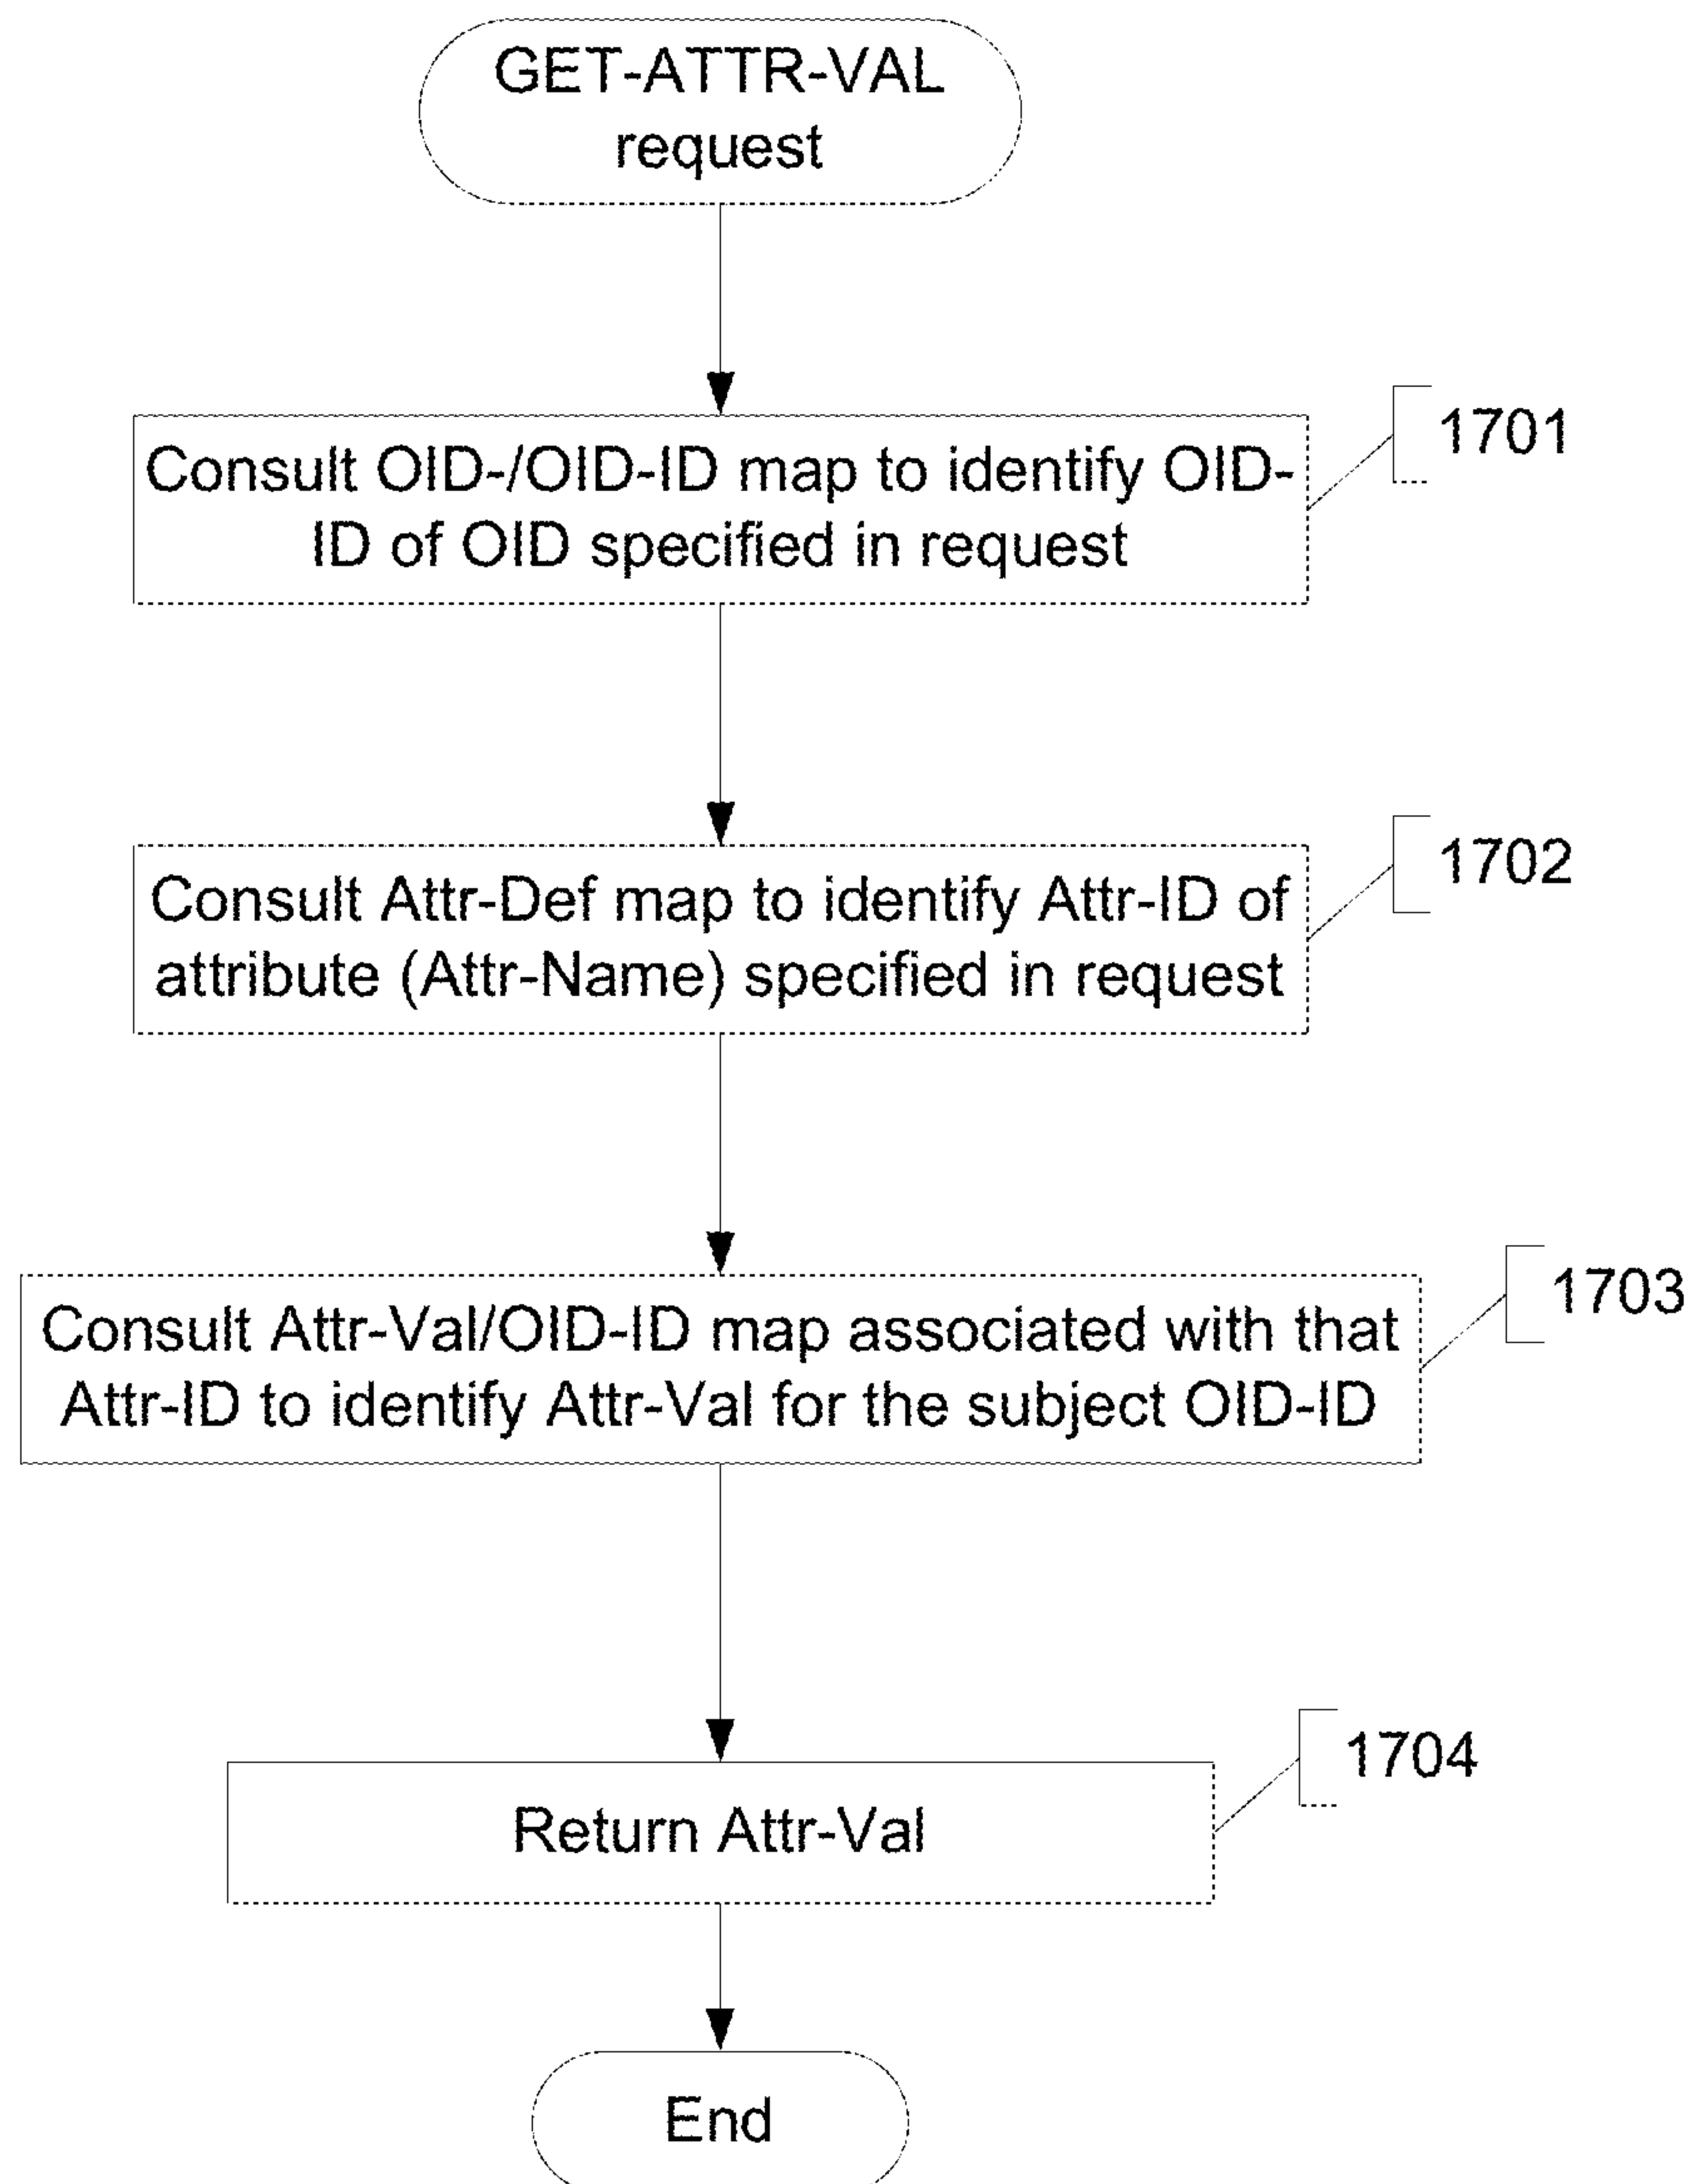 GET-ATTR-VAL
request
1701
Consult OID-/OID-ID map to identify OID-
ID of OID specified in request
1702
Consult Attr-Def map to identify Attr-ID of
attribute (Attr-Name) specified in request
1703
Consult Attr-Val/OID-ID map associated with that
Attr-ID to identify Attr-Val for the subject OID-ID
1704
Return Attr-Val
End